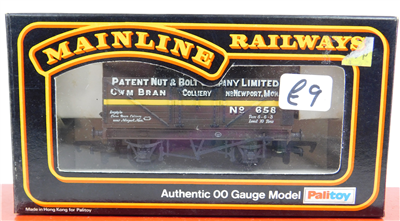 MAINLINE
RAILWAYS
PATENT NUT & BOLT COMPANY LIMITED
CWM BRAN COLLIERY NR NEWPORT, MON.
£9
No 658
Authentic 00 Gauge Model Palitoy
Made in Hong Kong for Palitoy